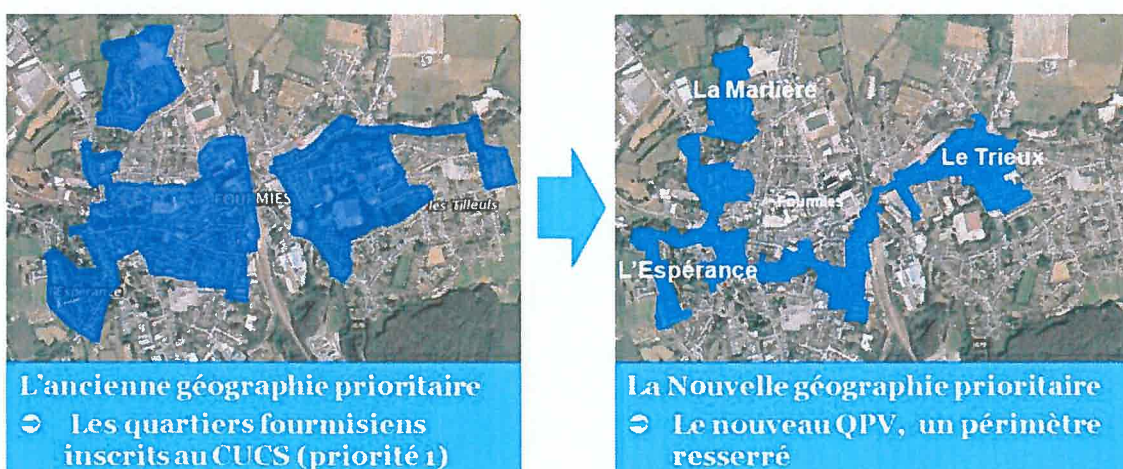 FOURMIES
les Tilleuls
Espérance
L'ancienne géographie prioritaire
➲ Les quartiers fourmisiens
inscrits au CUCS (priorité 1)
La Marlière
Le Trieux
Fourmies
L'Espérance
La Nouvelle géographie prioritaire
➲ Le nouveau QPV, un périmètre
resserré